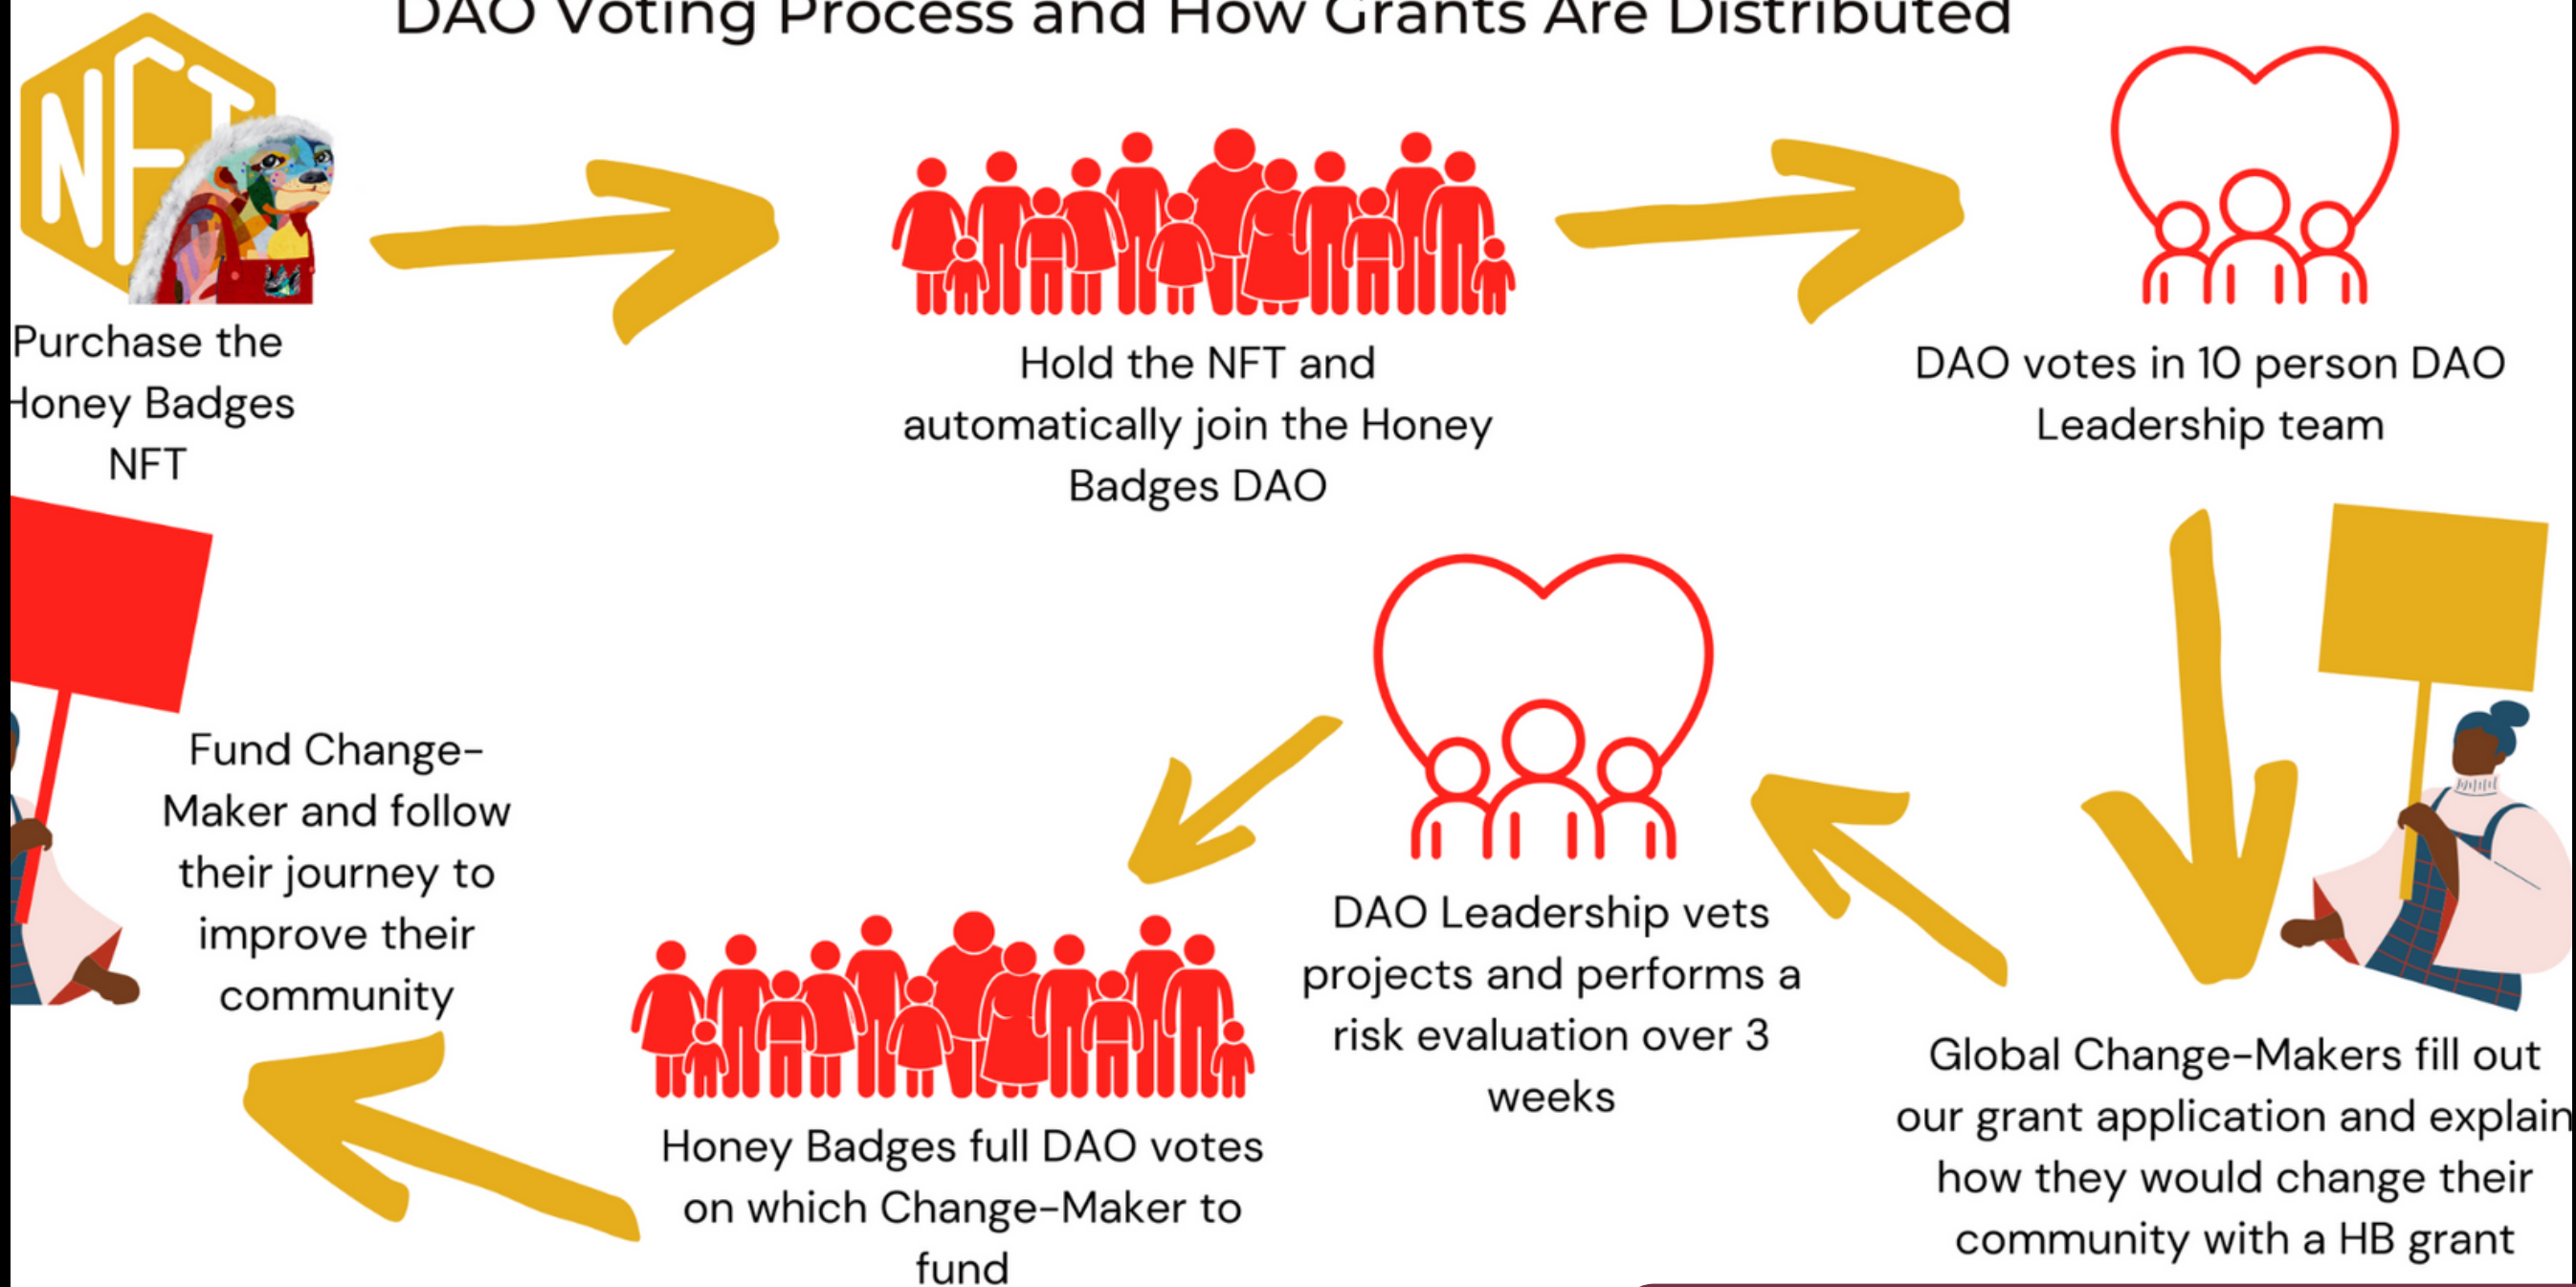 DAO Voting Process and How Grants Are Distributed
NFT
Purchase the
Honey Badges
NFT
Hold the NFT and
automatically join the Honey
Badges DAO
DAO votes in 10 person DAO
Leadership team
Global Change-Makers fill out
our grant application and explain
how they would change their
community with a HB grant
DAO Leadership vets
projects and performs a
risk evaluation over 3
weeks
Honey Badges full DAO votes
on which Change-Maker to
fund
Fund Change-
Maker and follow
their journey to
improve their
community